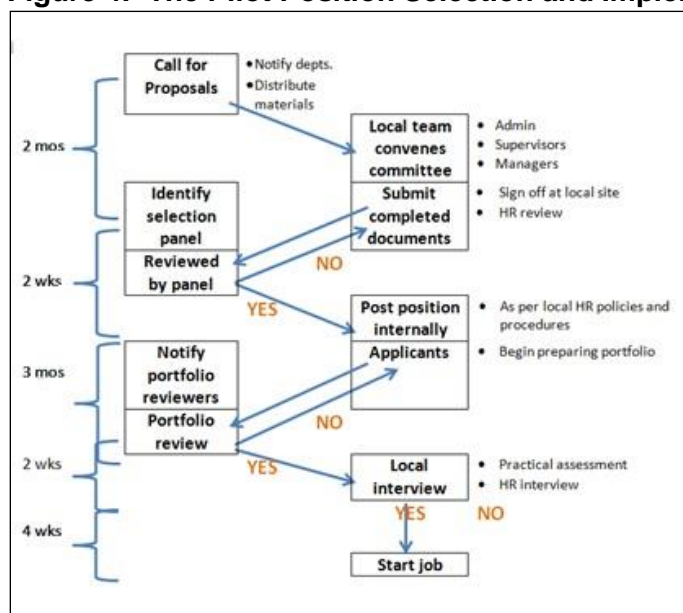 Figure 4. The Pilot Position Selection and
Call for
Proposals
•Notify depts.
•Distribute
materials
2 mos
Local team
convenes
committee
• Admin
• Supervisors
• Managers
Identify
selection
panel
Submit
completed
documents
• Sign off at local site
• HR review
Reviewed
by panel
NO
2 wks
YES
Post position
internally
• As per local HR policies and
procedures
3 mos
Notify
portfolio
reviewers
Applicants
• Begin preparing portfolio
Portfolio
review
NO
2 wks
YES
Local
interview
• Practical assessment
• HR interview
YES
NO
4 wks
Start job